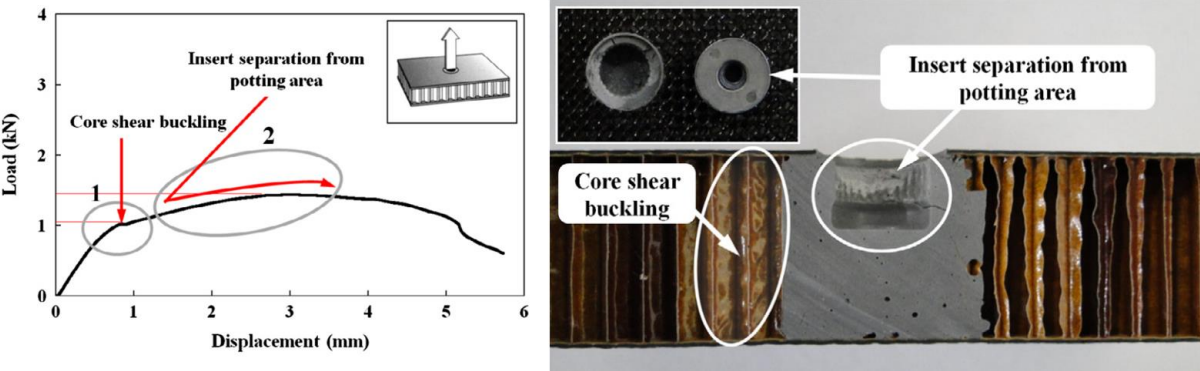 4
3
2
1
0
Load (kN)
0
1
2
3
4
5
6
Displacement (mm)
Insert separation from
potting area
Core shear buckling
1
2
Insert separation from
potting area
Core shear
buckling